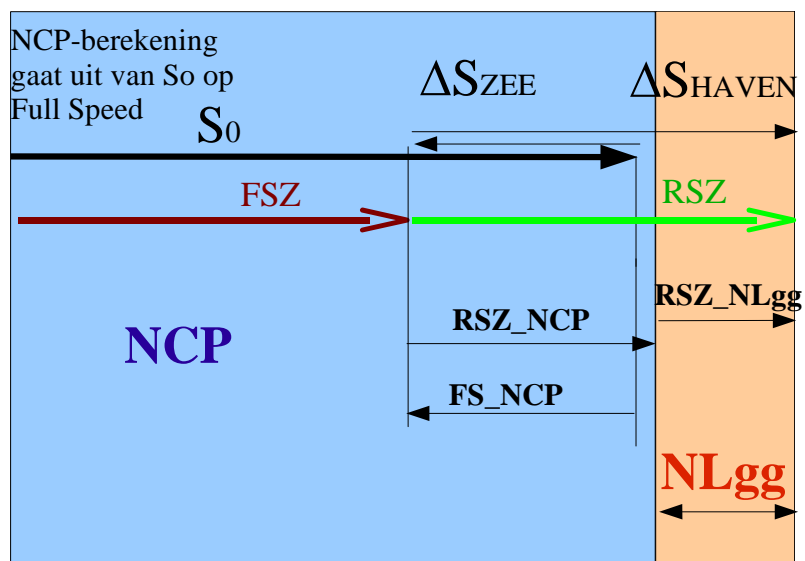 NCP-berekening
gaat uit van So op
Full Speed
S0
ΔSZEE
ΔSHAVEN
FSZ
RSZ
RSZ_NLgg
RSZ_NCP
NCP
FS_NCP
NLgg